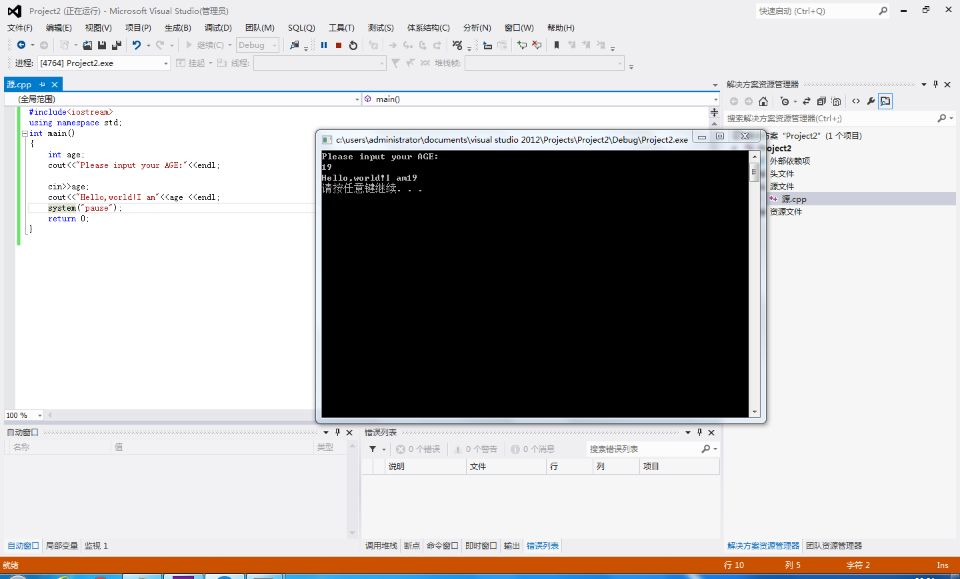 Project2 (正在运行) - Microsoft Visual Studio(管理员)
快速启动 (Ctrl+Q)
文件(F) 编辑(E) 视图(V) 项目(P) 生成(B) 调试(D) 团队(M) SQL(Q) 工具(T) 测试(S) 体系结构(C) 分析(N) 窗口(W) 帮助(H)
继续(C) Debug
进程: [4764] Project2.exe 挂起 线程: 堆栈帧:
源.cpp
(全局范围) main()
#include<iostream>
using namespace std;
int main()
{
int age;
cout<<"Please input your AGE:"<<endl;
cin>>age;
cout<<"Hello,world!I am"<<age <<endl;
system("pause");
return 0;
}
100 %
c:\users\administrator\documents\visual studio 2012\Projects\Project2\Debug\Project2.exe
Please input your AGE:
19
Hello,world!I am19
请按任意键继续. . .
解决方案资源管理器
搜索解决方案资源管理器(Ctrl+;)
方案 "Project2" (1 个项目)
oject2
外部依赖项
头文件
源文件
源.cpp
资源文件
自动窗口
名称 值 类型
自动窗口 局部变量 监视 1
错误列表
0 个错误 0 个警告 0 个消息 搜索错误列表
说明 文件 行 列 项目
调用堆栈 断点 命令窗口 即时窗口 输出 错误列表
解决方案资源管理器 团队资源管理器
就绪 行 10 列 5 字符 2 Ins